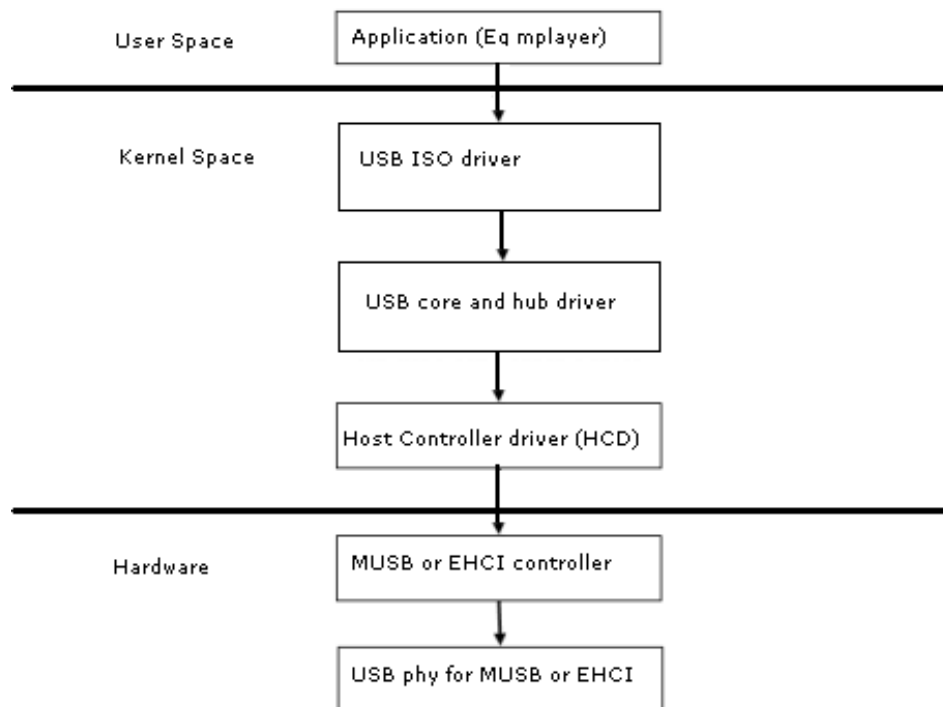 User Space
Application (Eq mplayer)
Kernel Space
USB ISO driver
USB core and hub driver
Host Controller driver (HCD)
Hardware
MUSB or EHCI controller
USB phy for MUSB or EHCI